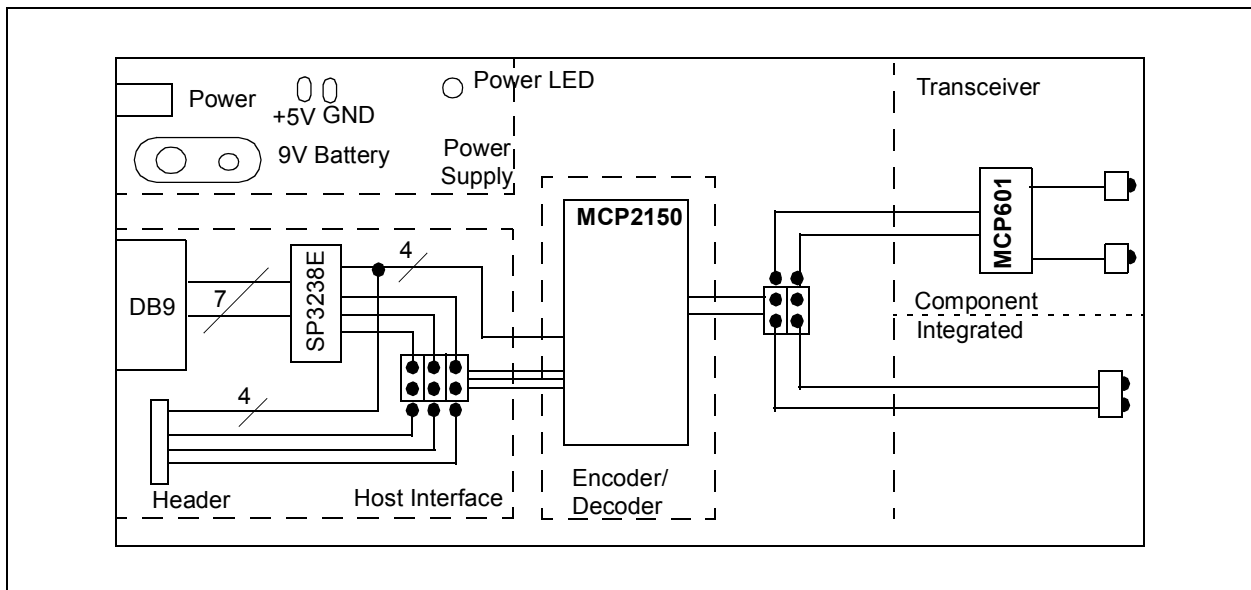 Power
+5V GND
Power LED
9V Battery
Power
Supply
Transceiver
DB9
7
SP3238E
4
4
Header
Host Interface
MCP2150
Encoder/
Decoder
MCP601
Component
Integrated